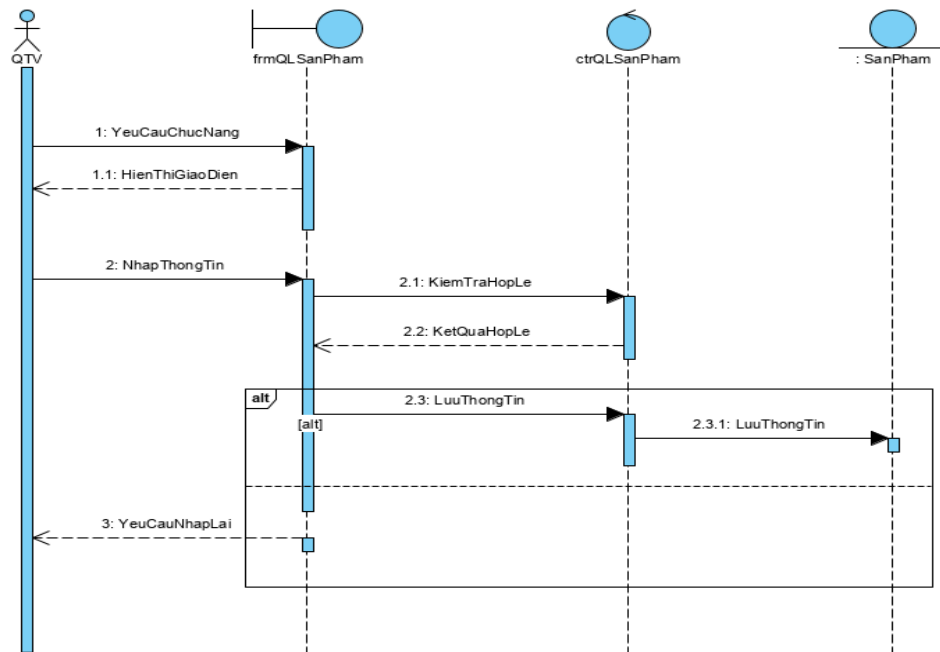 QTV
frmQLSanPham
ctrQLSanPham
: SanPham
1: YeuCauChucNang
1.1: HienThiGiaoDien
2: NhapThongTin
2.1: KiemTraHopLe
2.2: KetQuaHopLe
alt
2.3: LuuThongTin
[alt]
2.3.1: LuuThongTin
3: YeuCauNhapLai